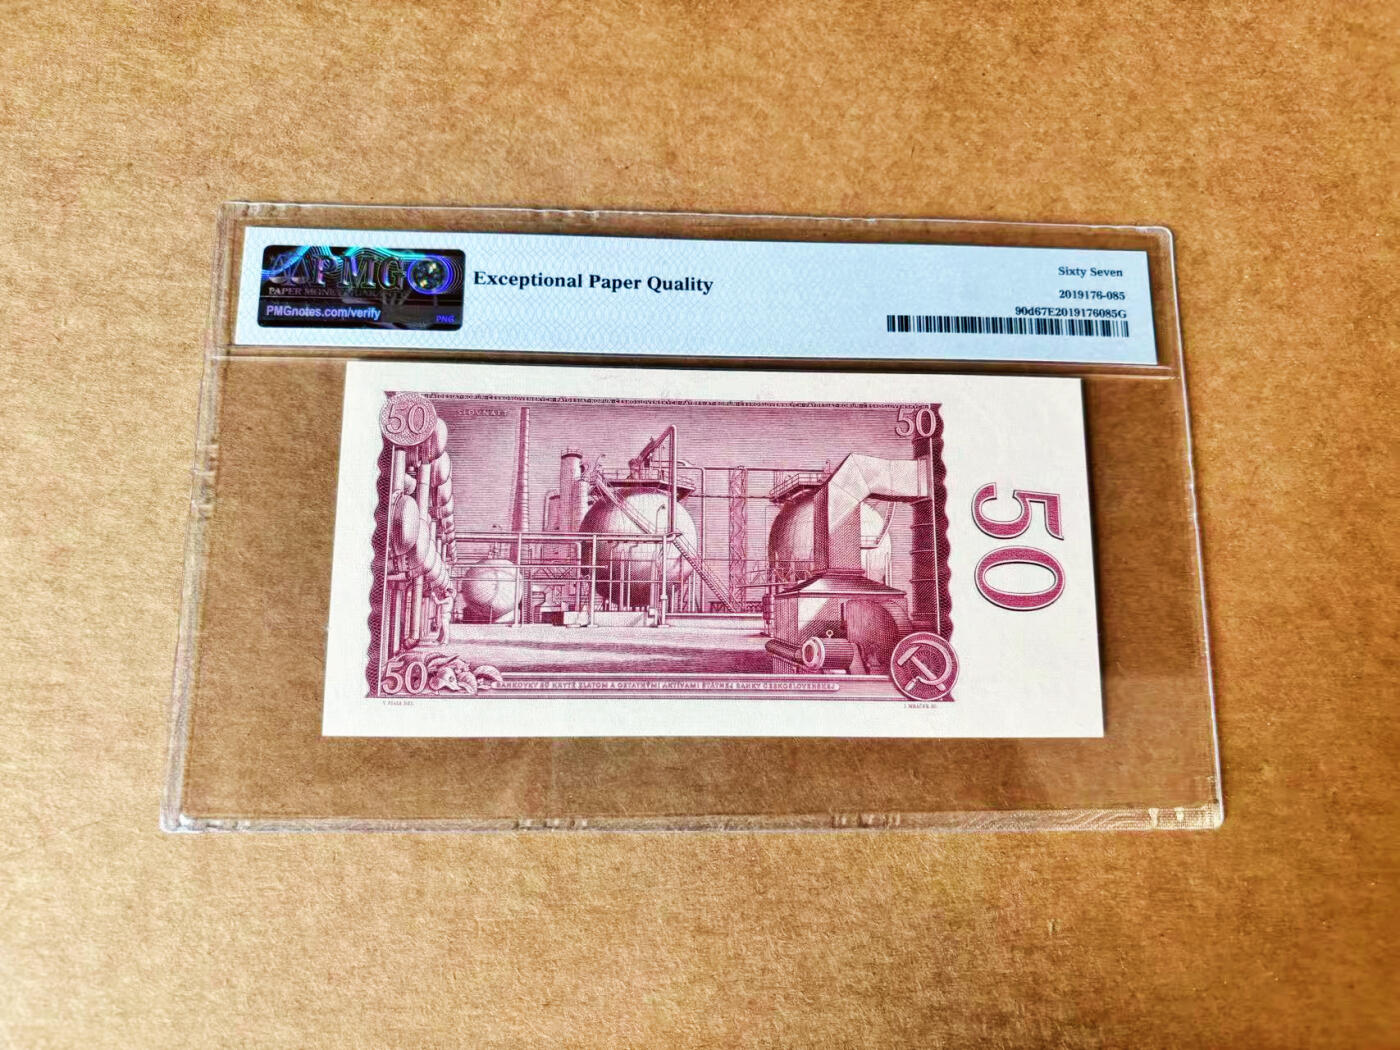 PMG
PAPER MONEY GUARANTY
PMGnotes.com/verify
PNG
Exceptional Paper Quality
Sixty Seven
2019176-085
90d67E2019176085G
50
SLOVNAFT
50
50
50
BANKOVKY SÚ KRYTÉ ZLATOM A OSTATNÝMI AKTÍVAMI ŠTÁTNEJ BANKY ČESKOSLOVENSKEJ